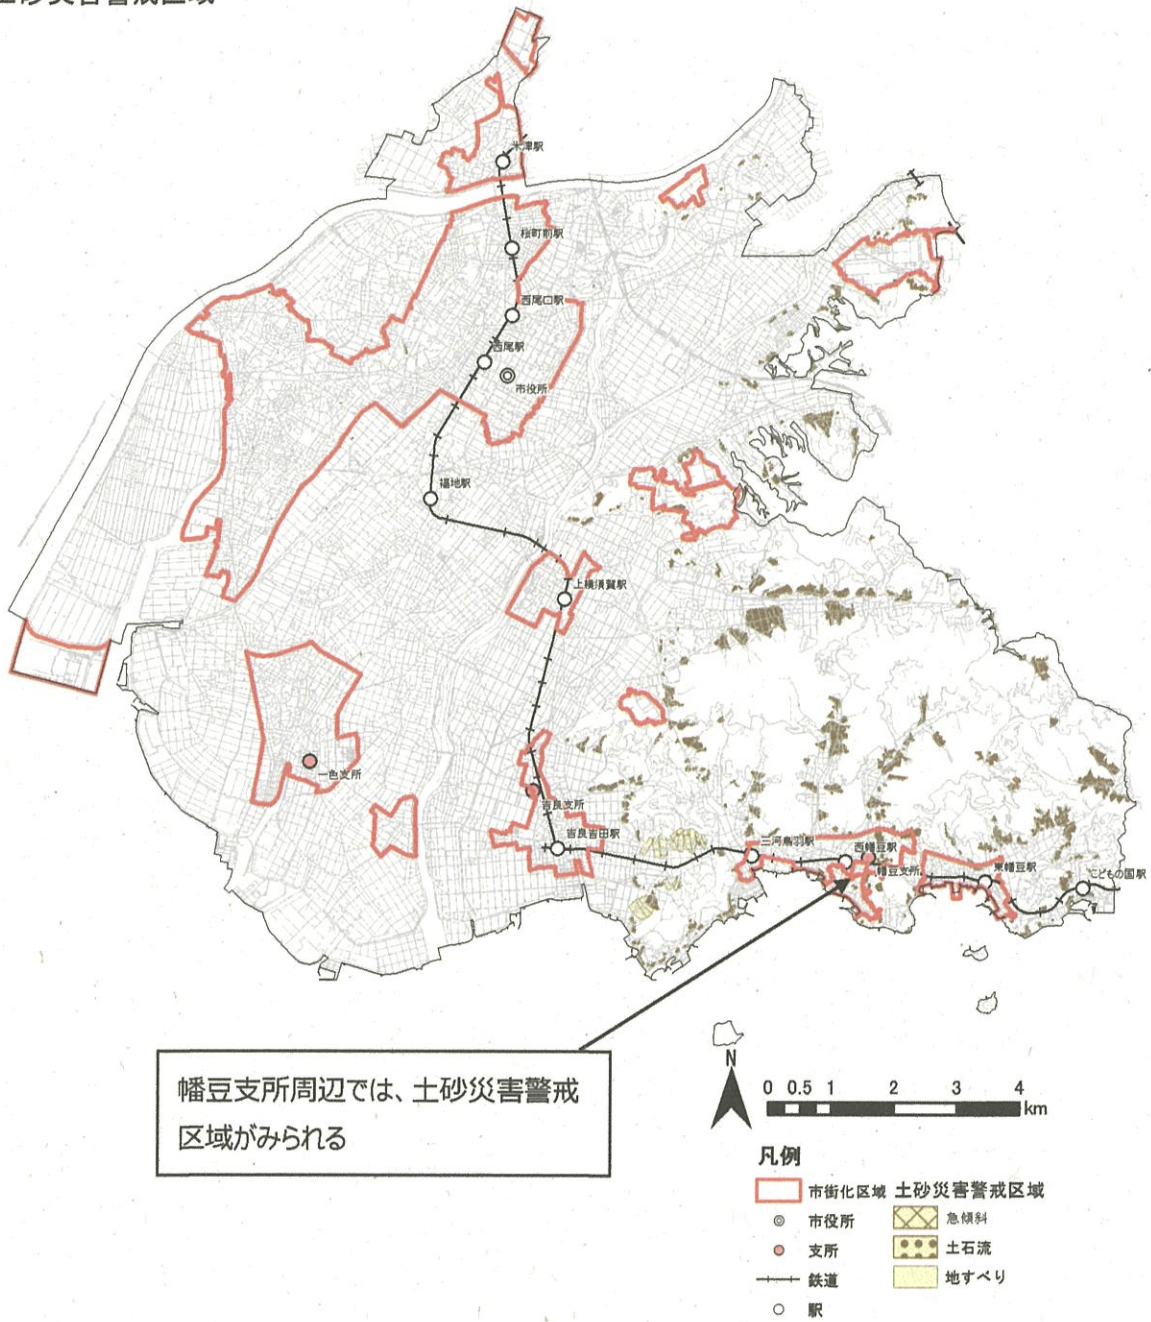 土砂災害警戒区域
米津駅
桜町前駅
西尾口駅
西尾駅
市役所
福地駅
上横須賀駅
一色支所
吉良支所
吉良吉田駅
三河鳥羽駅
西幡豆駅
幡豆支所
東幡豆駅
こどもの国駅
幡豆支所周辺では、土砂災害警戒
区域がみられる
N
0 0.5 1 2 3 4
km
凡例
市街化区域 土砂災害警戒区域
市役所 急傾斜
支所 土石流
鉄道 地すべり
駅